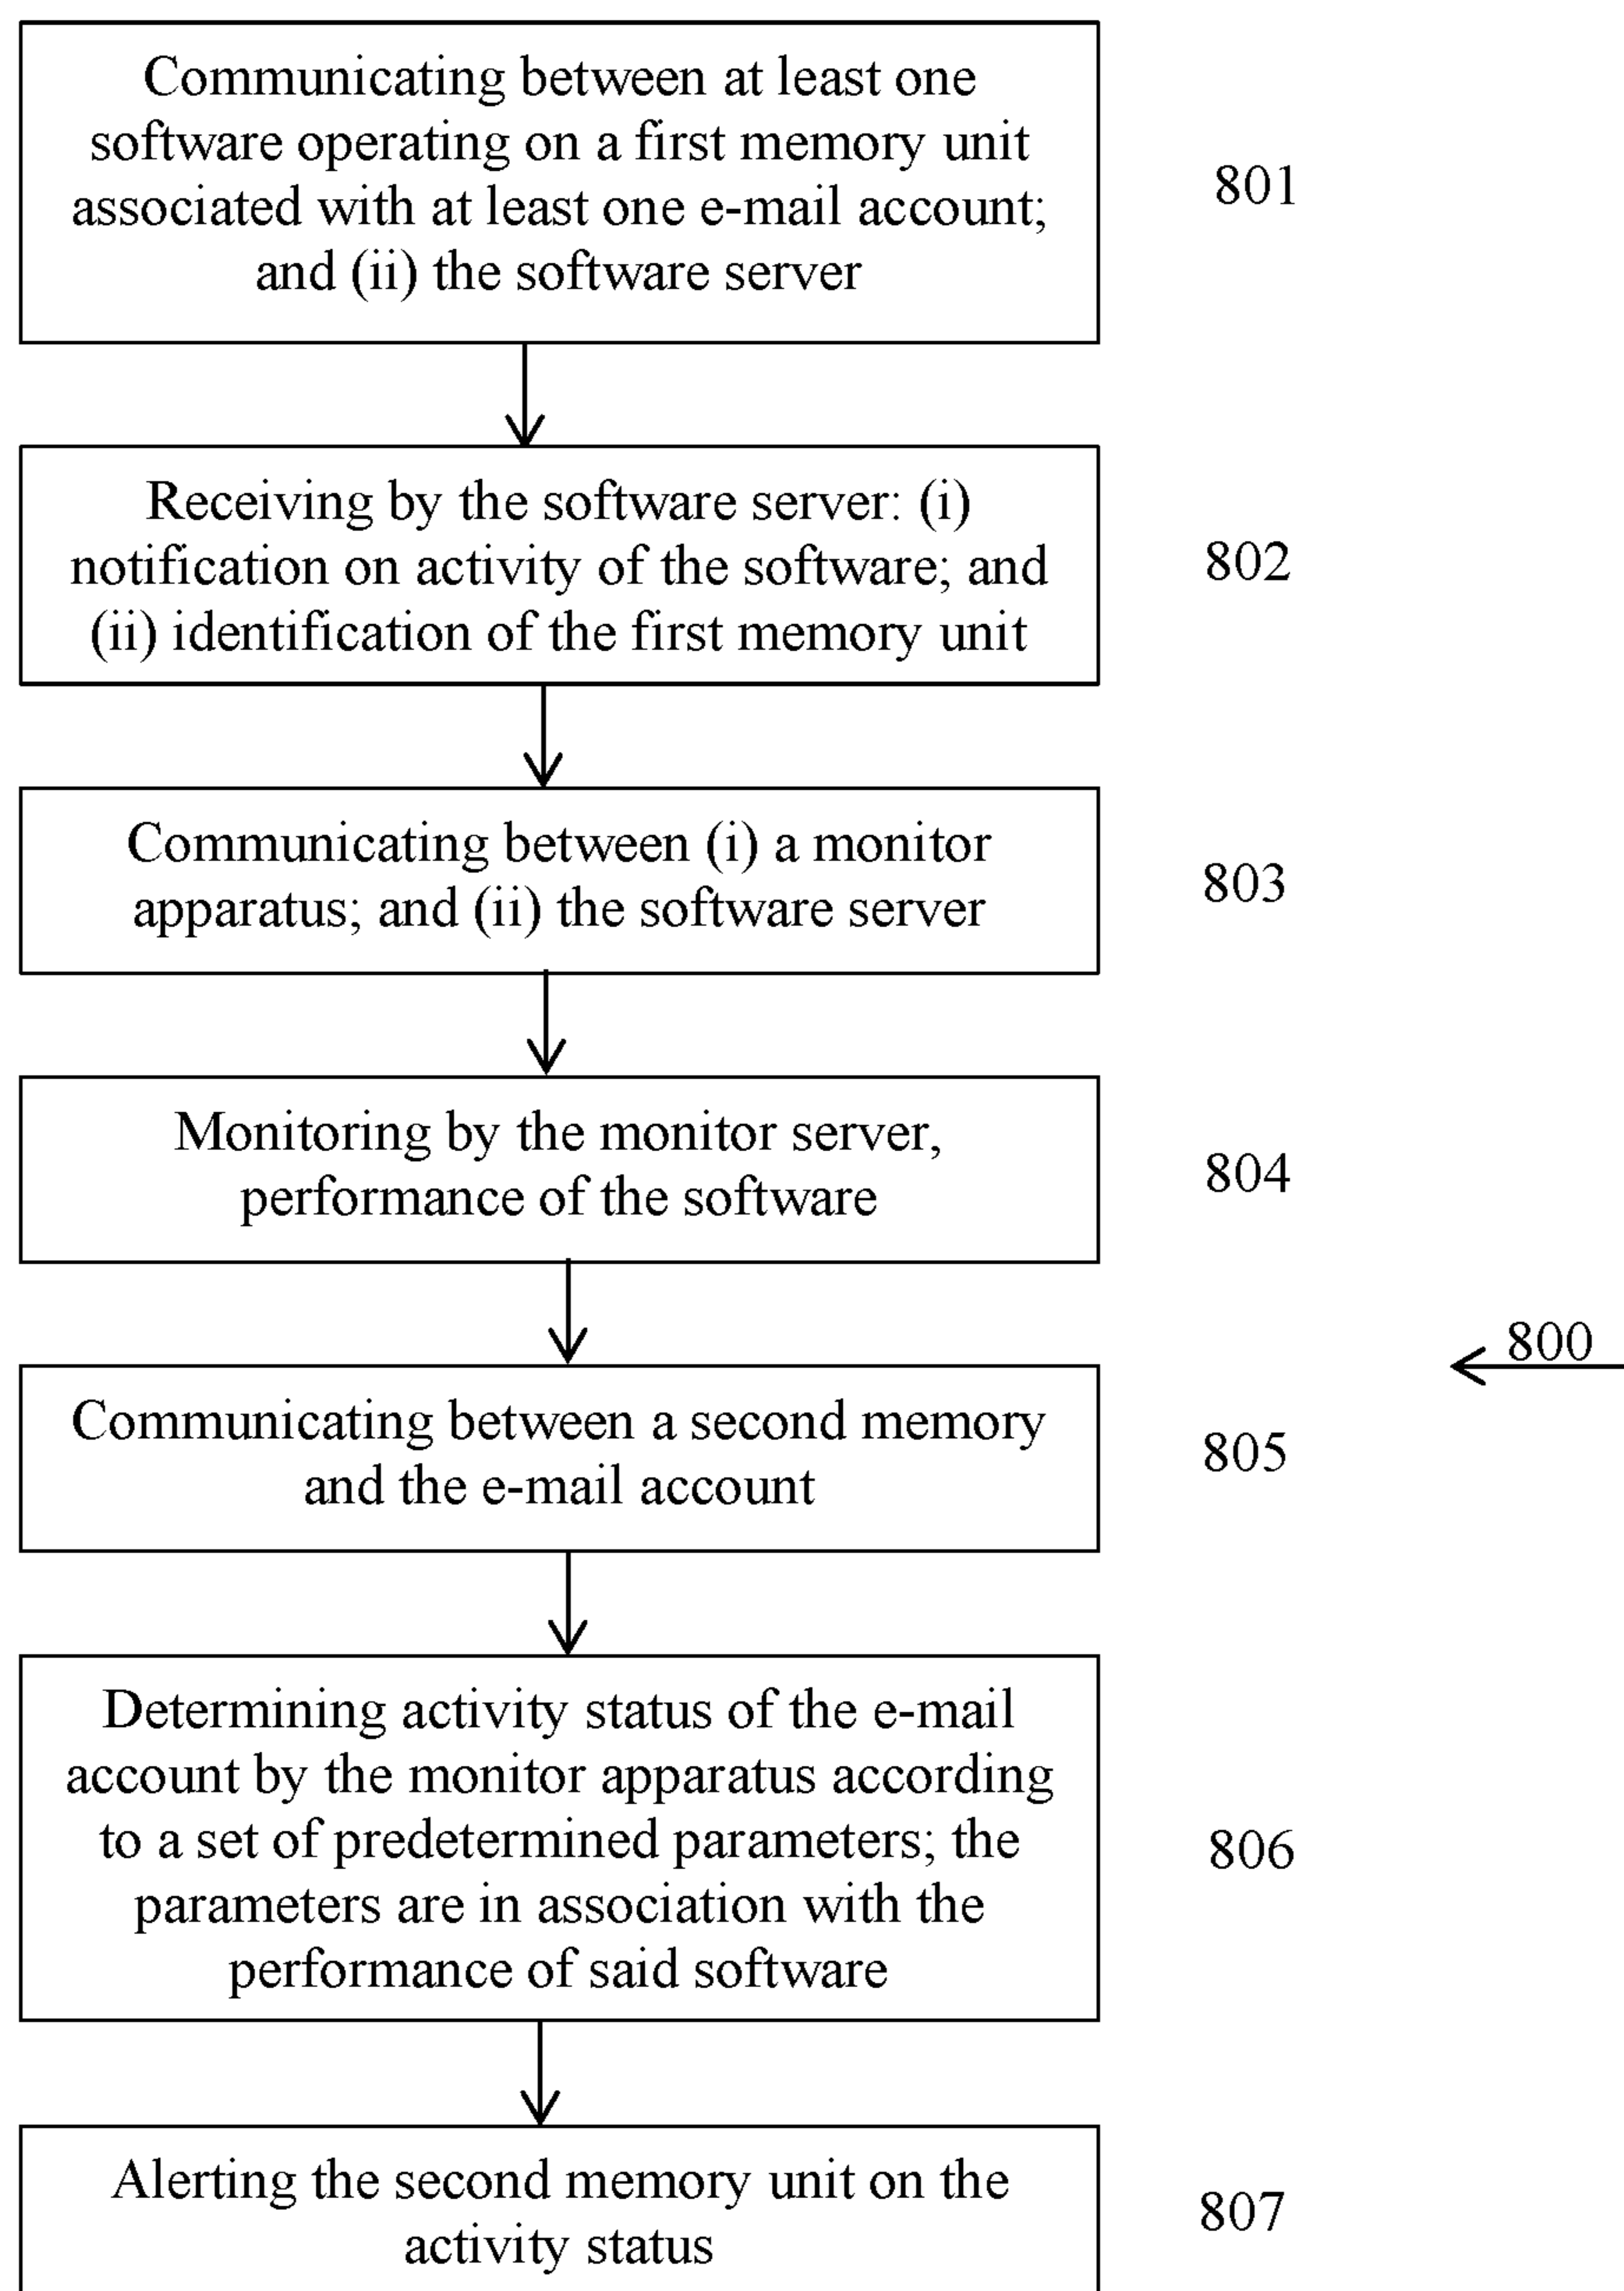 Communicating between at least one
software operating on a first memory unit
associated with at least one e-mail account;
and (ii) the software server
801
Receiving by the software server: (i)
notification on activity of the software; and
(ii) identification of the first memory unit
802
Communicating between (i) a monitor
apparatus; and (ii) the software server
803
Monitoring by the monitor server,
performance of the software
804
800
Communicating between a second memory
and the e-mail account
805
Determining activity status of the e-mail
account by the monitor apparatus according
to a set of predetermined parameters; the
parameters are in association with the
performance of said software
806
Alerting the second memory unit on the
activity status
807